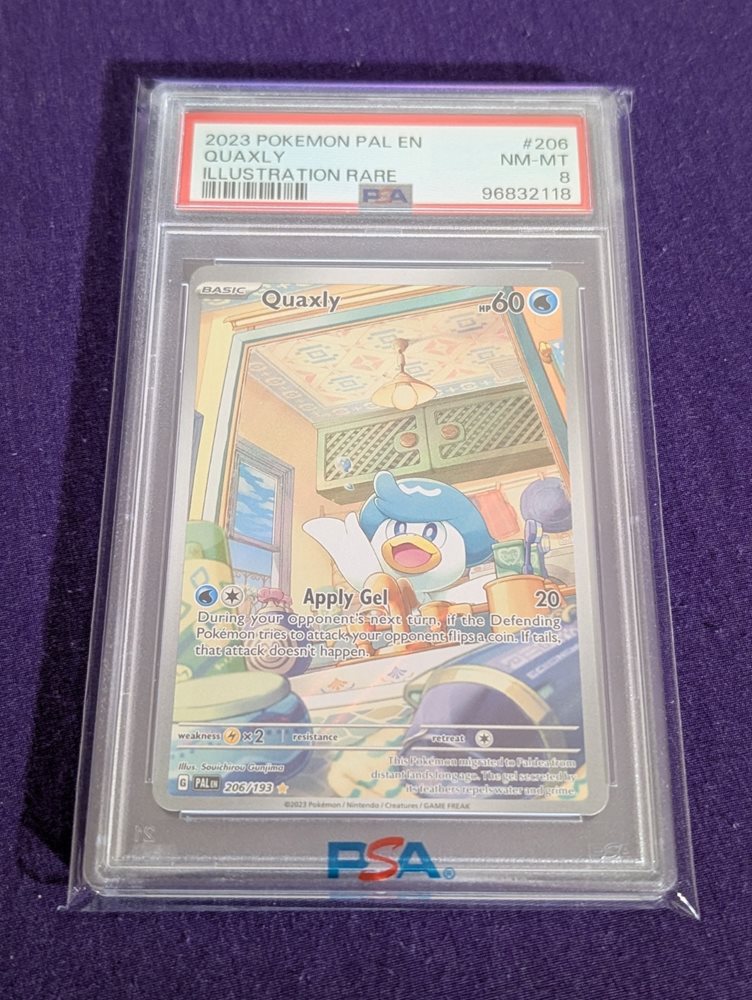 2023 POKEMON PAL EN #206
QUAXLY NM-MT
ILLUSTRATION RARE 8
PSA 96832118
BASIC Quaxly HP60
Apply Gel 20
During your opponent's next turn, if the Defending
Pokémon tries to attack, your opponent flips a coin. If tails,
that attack doesn't happen.
weakness ×2 resistance retreat
Illus. Souichirou Gunjima
This Pokémon migrated to Paldea from
distant lands long ago. The gel secreted by
its feathers repels water and grime.
G PAL EN 206/193
©2023 Pokémon / Nintendo / Creatures / GAME FREAK
PSA®